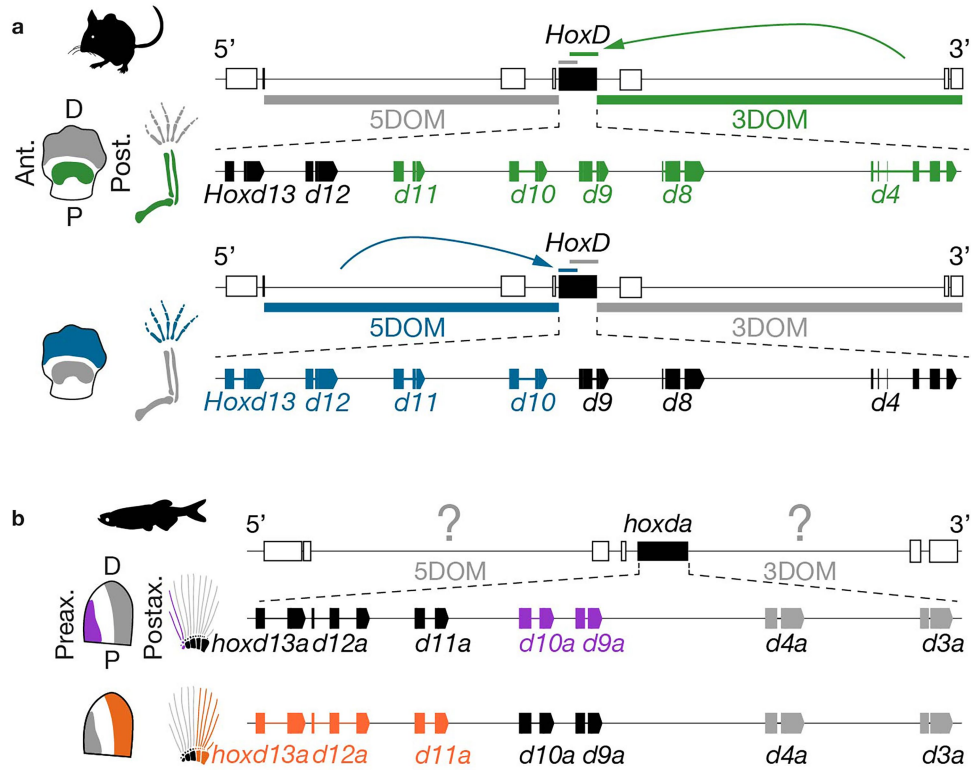 a
HoxD
5’ 3’
5DOM 3DOM
D
Ant. Post.
P
Hoxd13 d12 d11 d10 d9 d8 d4
HoxD
5’ 3’
5DOM 3DOM
Hoxd13 d12 d11 d10 d9 d8 d4
b
? ?
5’ hoxda 3’
5DOM 3DOM
D
Preax. Postax.
P
hoxd13a d12a d11a d10a d9a d4a d3a
hoxd13a d12a d11a d10a d9a d4a d3a